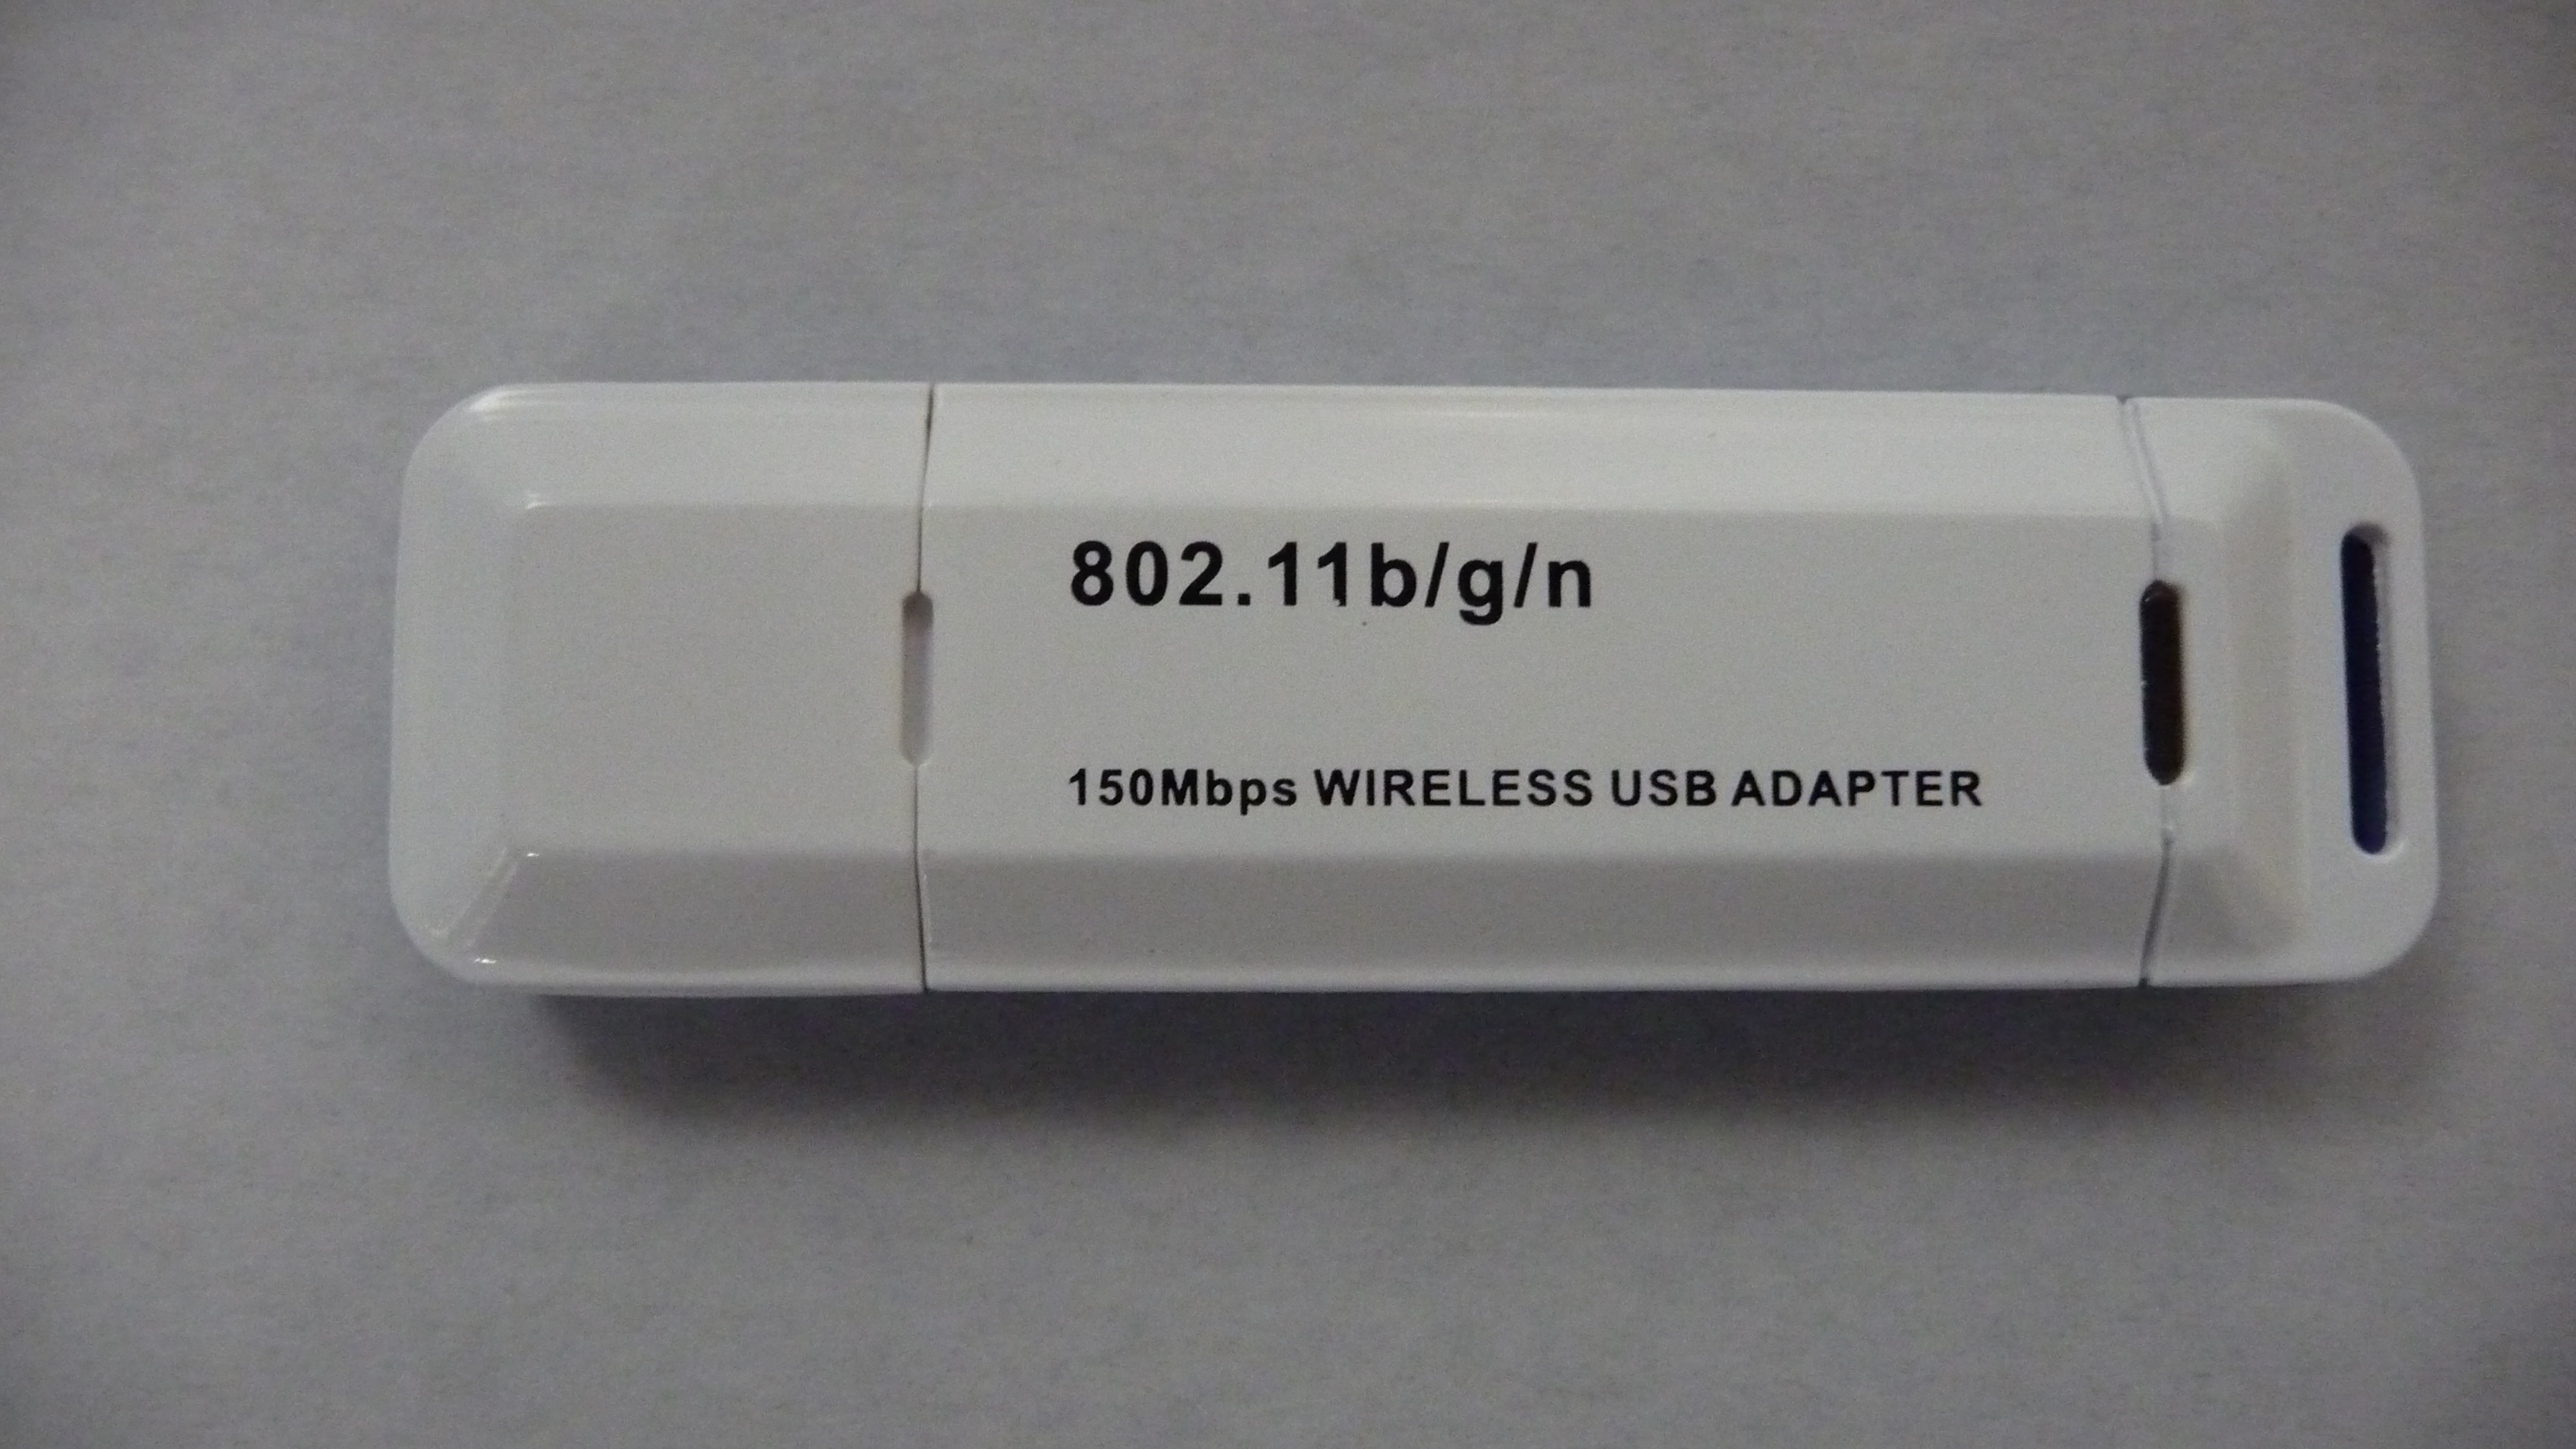 802.11b/g/n
150Mbps WIRELESS USB ADAPTER